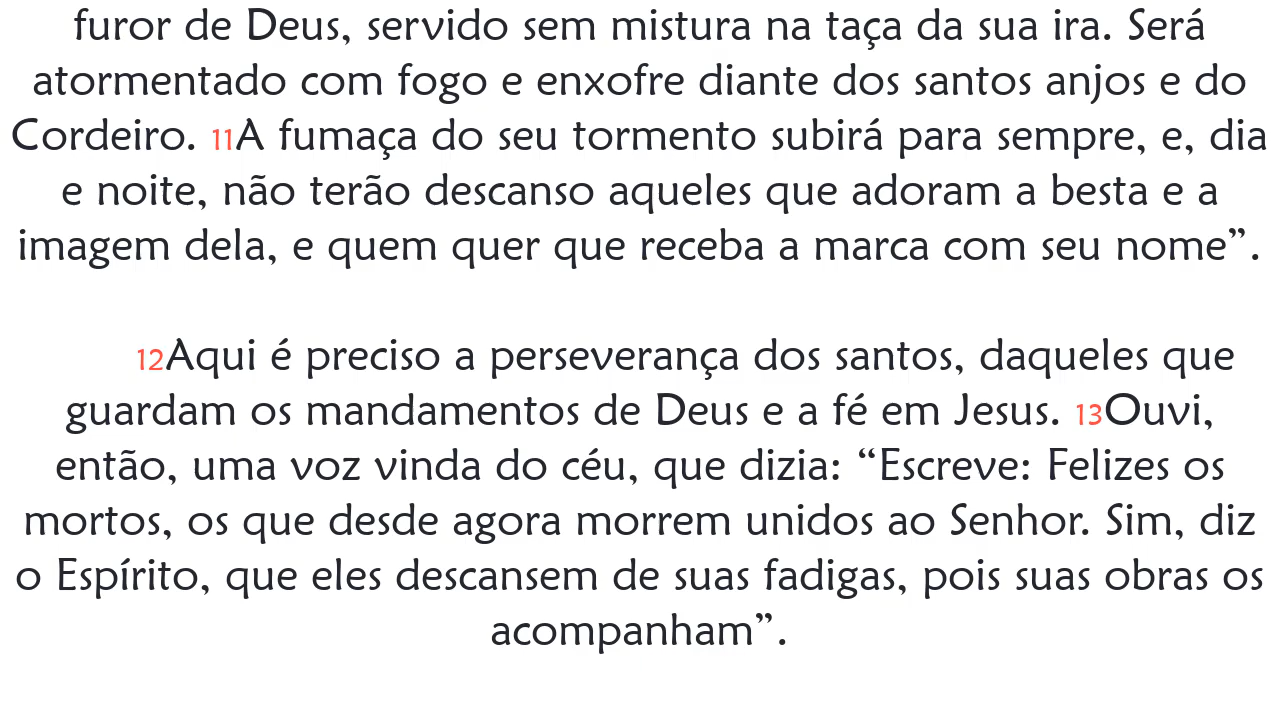 furor de Deus, servido sem mistura na taça da sua ira. Será
atormentado com fogo e enxofre diante dos santos anjos e do
Cordeiro. 11A fumaça do seu tormento subirá para sempre, e, dia
e noite, não terão descanso aqueles que adoram a besta e a
imagem dela, e quem quer que receba a marca com seu nome”.
12Aqui é preciso a perseverança dos santos, daqueles que
guardam os mandamentos de Deus e a fé em Jesus. 13Ouvi,
então, uma voz vinda do céu, que dizia: “Escreve: Felizes os
mortos, os que desde agora morrem unidos ao Senhor. Sim, diz
o Espírito, que eles descansem de suas fadigas, pois suas obras os
acompanham”.